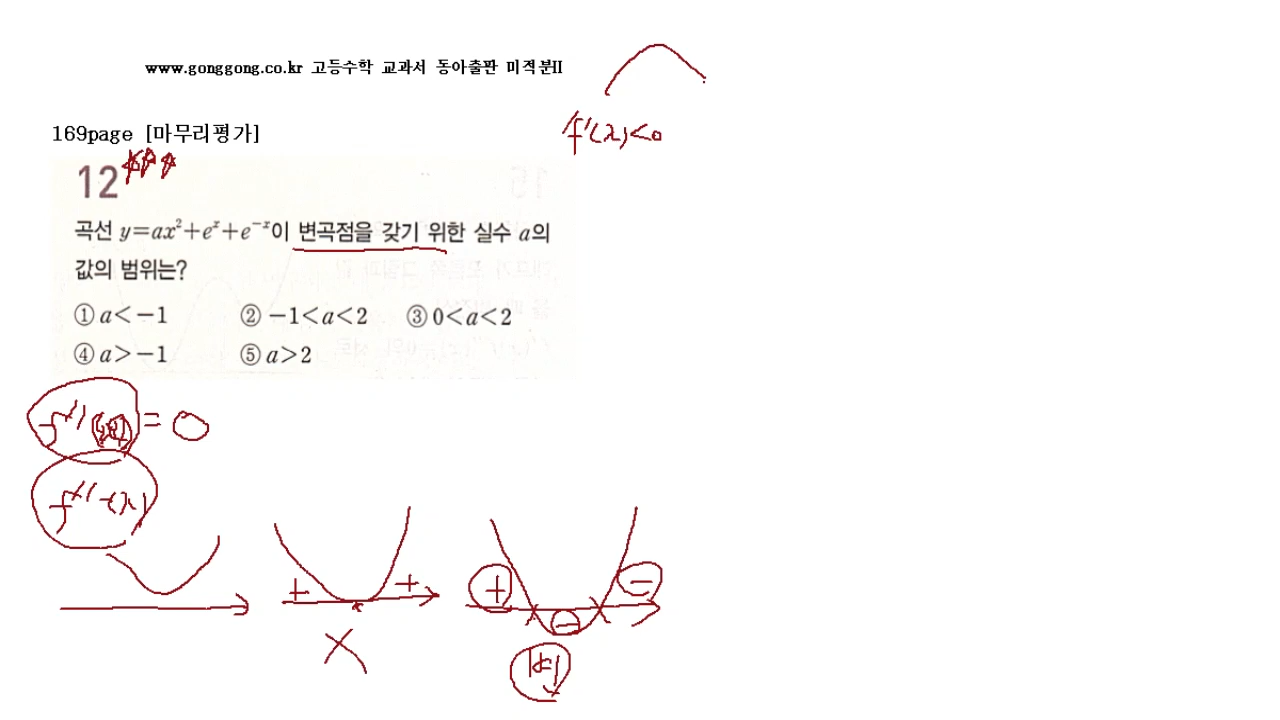 www.gonggong.co.kr 고등수학 교과서 동아출판 미적분II
f''(x)<0
169page [마무리평가]
12
곡선 y=ax²+eˣ+e⁻ˣ이 변곡점을 갖기 위한 실수 a의
값의 범위는?
① a<-1 ② -1<a<2 ③ 0<a<2
④ a>-1 ⑤ a>2
= 0
f''(x)
+ + + - -